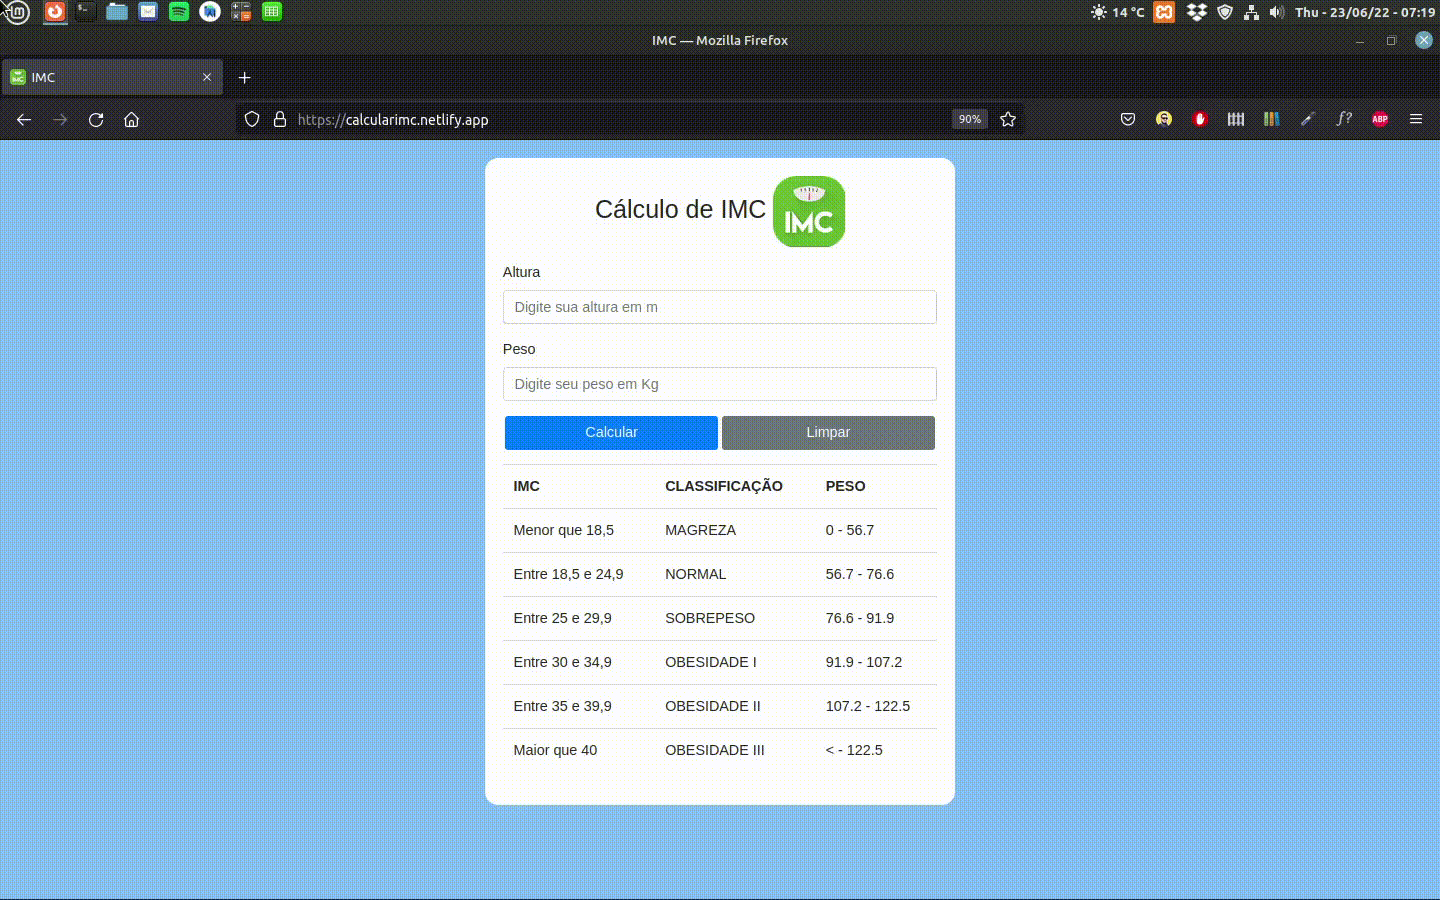 14 °C
Thu - 23/06/22 - 07:19
IMC — Mozilla Firefox
IMC
https://calcularimc.netlify.app
90%
f?
ABP
Cálculo de IMC
IMC
Altura
Digite sua altura em m
Peso
Digite seu peso em Kg
Calcular Limpar
IMC CLASSIFICAÇÃO PESO
Menor que 18,5 MAGREZA 0 - 56.7
Entre 18,5 e 24,9 NORMAL 56.7 - 76.6
Entre 25 e 29,9 SOBREPESO 76.6 - 91.9
Entre 30 e 34,9 OBESIDADE I 91.9 - 107.2
Entre 35 e 39,9 OBESIDADE II 107.2 - 122.5
Maior que 40 OBESIDADE III < - 122.5